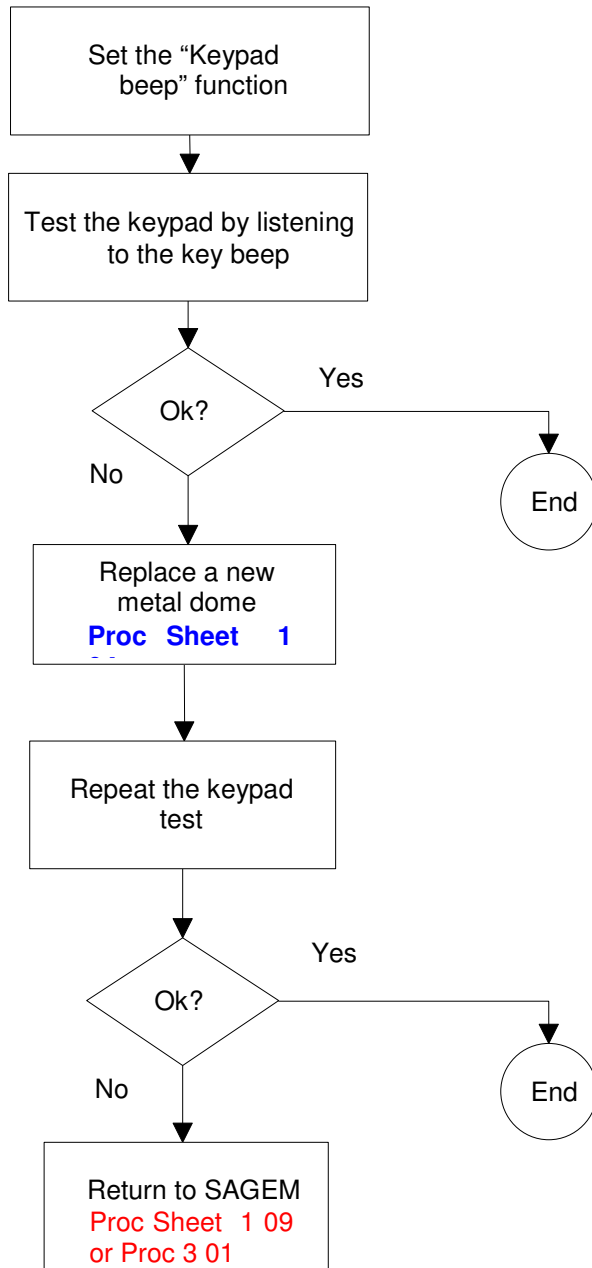 Set the “Keypad
beep” function
Test the keypad by listening
to the key beep
Ok?
Yes
No
End
Replace a new
metal dome
Proc Sheet 1
Repeat the keypad
test
Ok?
Yes
No
End
Return to SAGEM
Proc Sheet 1 09
or Proc 3 01